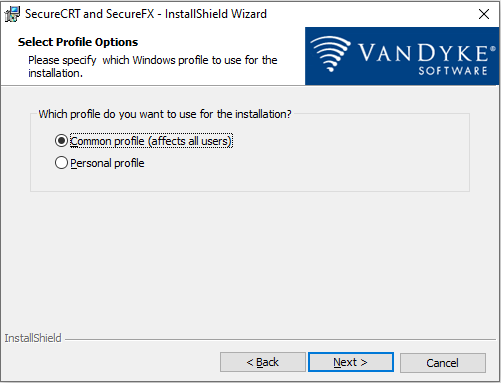 SecureCRT and SecureFX - InstallShield Wizard
Select Profile Options
Please specify which Windows profile to use for the
installation.
VANDYKE®
SOFTWARE
Which profile do you want to use for the installation?
Common profile (affects all users)
Personal profile
InstallShield
< Back
Next >
Cancel